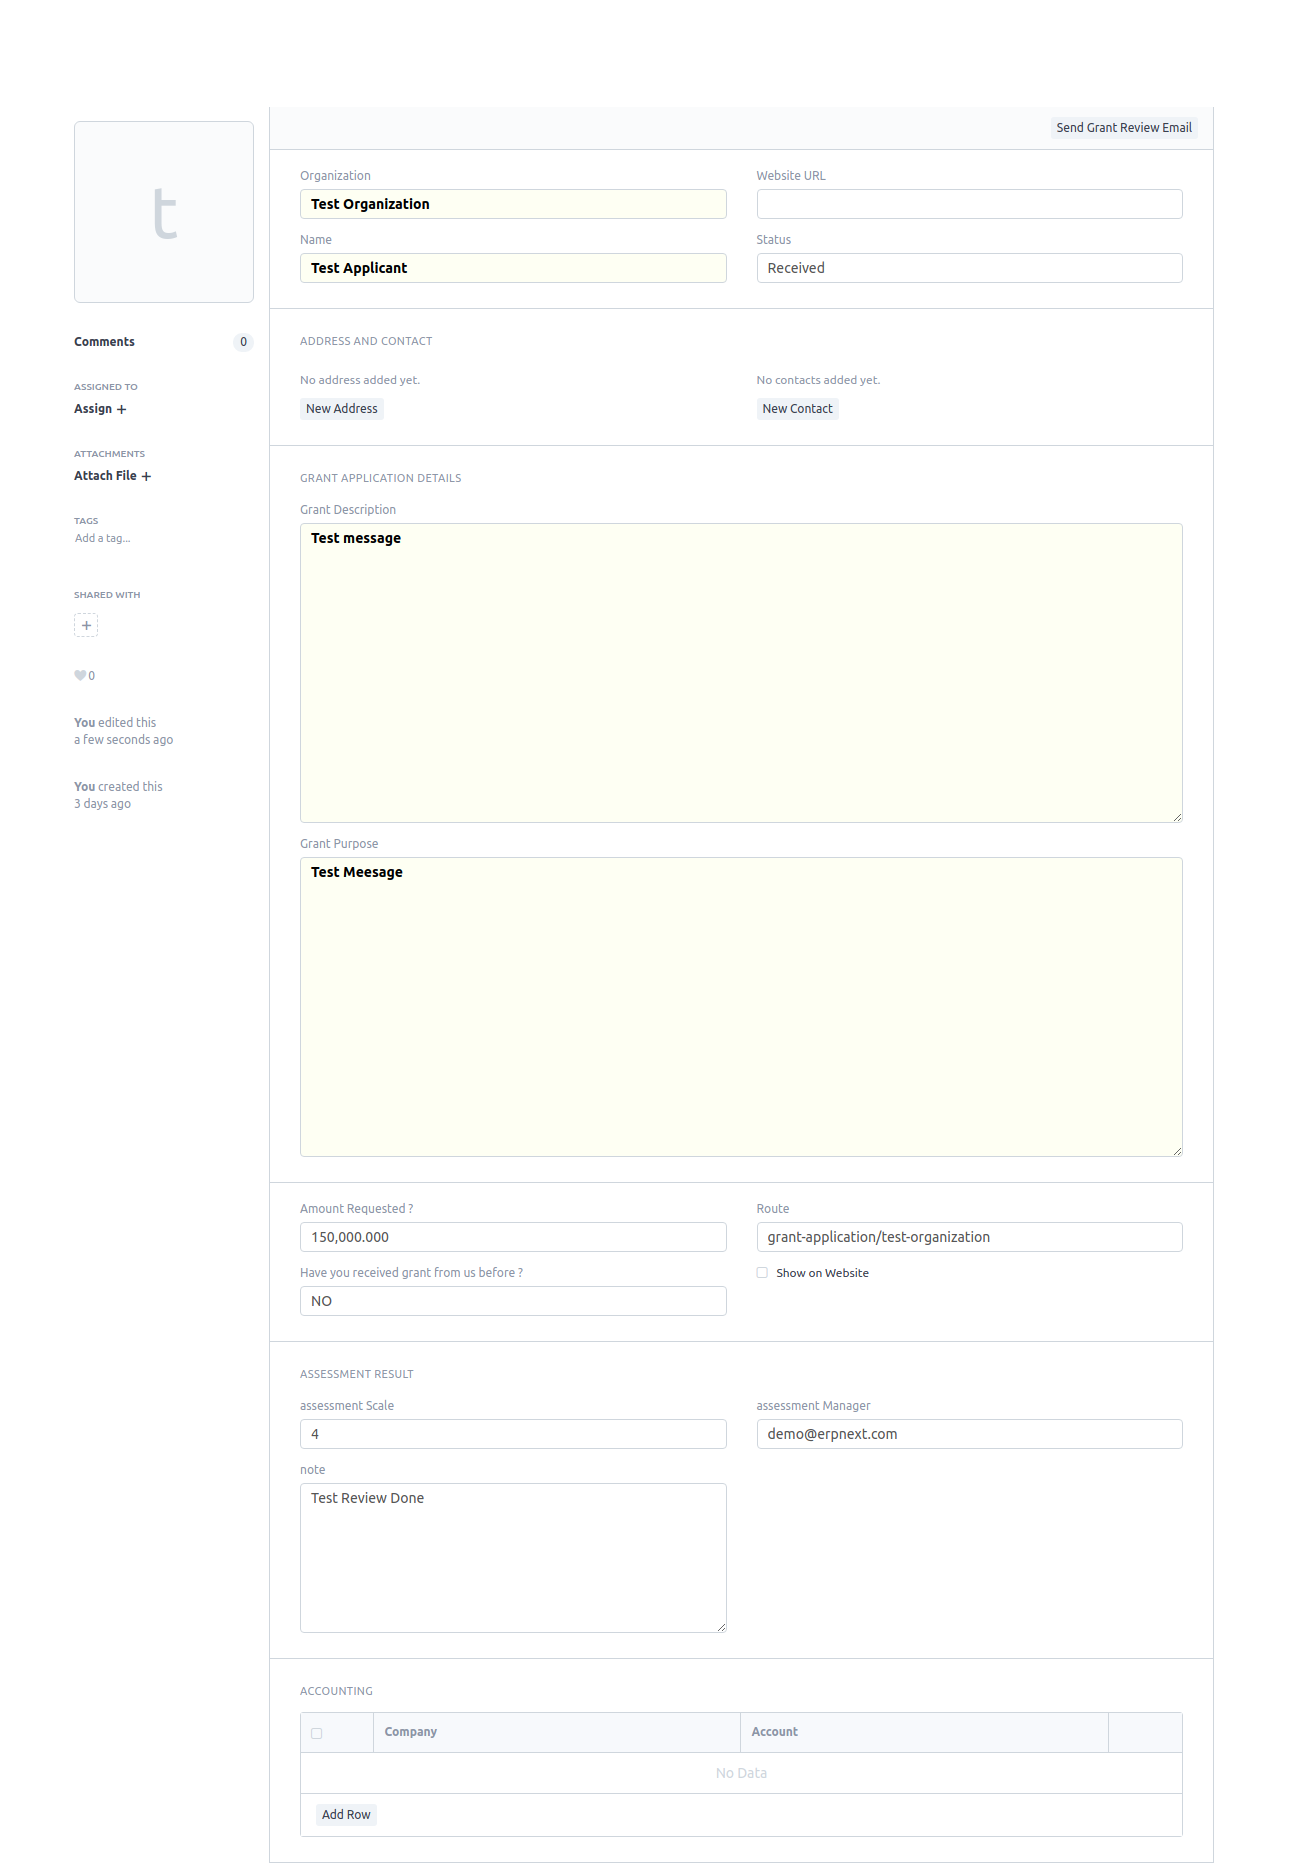 t
Comments
0
ASSIGNED TO
Assign +
ATTACHMENTS
Attach File +
TAGS
Add a tag...
SHARED WITH
+
0
You edited this
a few seconds ago
You created this
3 days ago
Send Grant Review Email
Organization
Test Organization
Website URL
Name
Test Applicant
Status
Received
ADDRESS AND CONTACT
No address added yet.
New Address
No contacts added yet.
New Contact
GRANT APPLICATION DETAILS
Grant Description
Test message
Grant Purpose
Test Meesage
Amount Requested ?
150,000.000
Route
grant-application/test-organization
Have you received grant from us before ?
NO
Show on Website
ASSESSMENT RESULT
assessment Scale
4
assessment Manager
demo@erpnext.com
note
Test Review Done
ACCOUNTING
Company
Account
No Data
Add Row